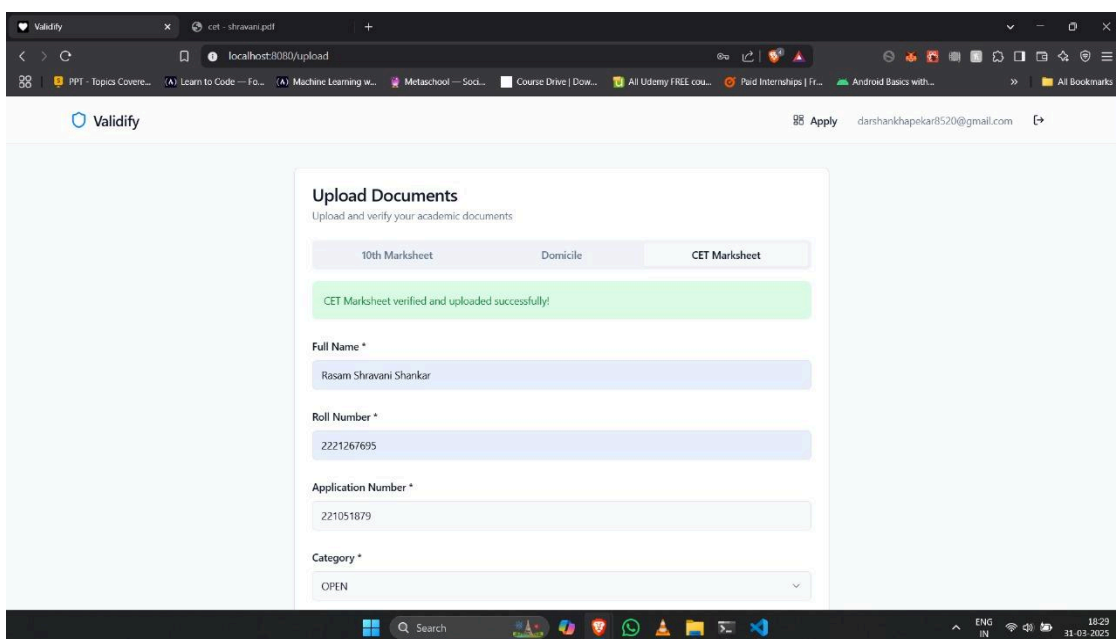 Validify
cet - shravani.pdf
localhost:8080/upload
PPT - Topics Covere...
Learn to Code — Fo...
Machine Learning w...
Metaschool — Soci...
Course Drive | Dow...
All Udemy FREE cou...
Paid Internships | Fr...
Android Basics with...
All Bookmarks
Validify
Apply
darshankhapekar8520@gmail.com
Upload Documents
Upload and verify your academic documents
10th Marksheet
Domicile
CET Marksheet
CET Marksheet verified and uploaded successfully!
Full Name *
Rasam Shravani Shankar
Roll Number *
2221267695
Application Number *
221051879
Category *
OPEN
Search
ENG
IN
18:29
31-03-2025